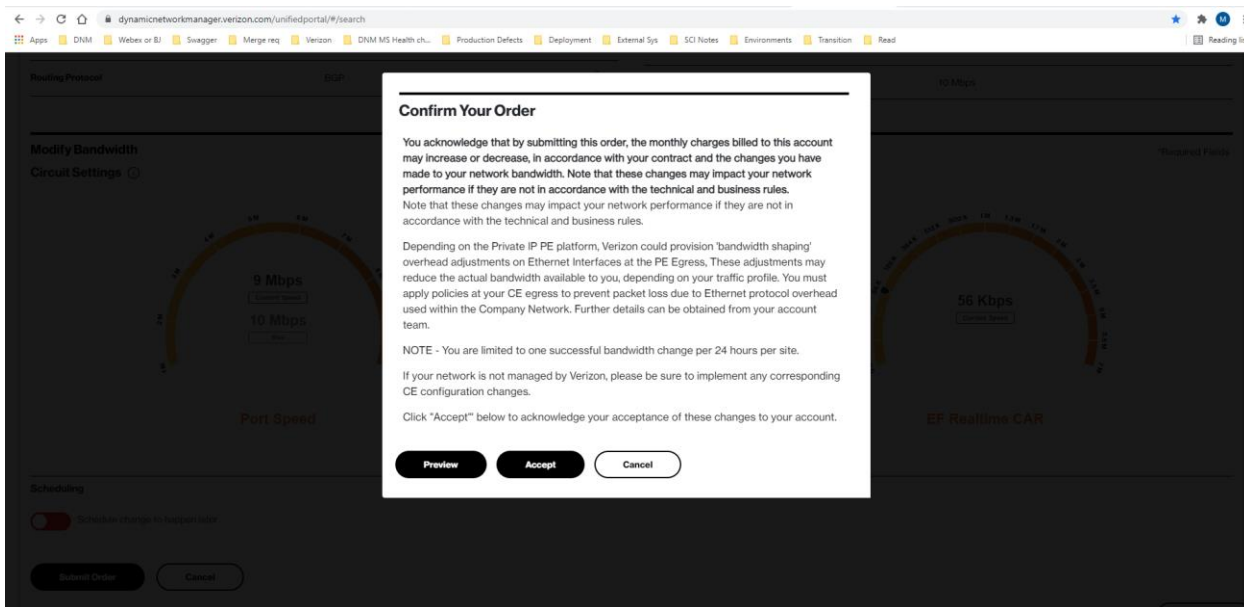 dynamicnetworkmanager.verizon.com/unifiedportal/#/search
M
Apps DNM Webex or BJ Swagger Merge req Verizon DNM MS Health ch... Production Defects Deployment External Sys SCI Notes Environments Transition Read Reading lis
Routing Protocol BGP 10 Mbps
Confirm Your Order
You acknowledge that by submitting this order, the monthly charges billed to this account
may increase or decrease, in accordance with your contract and the changes you have
made to your network bandwidth. Note that these changes may impact your network
performance if they are not in accordance with the technical and business rules.
Note that these changes may impact your network performance if they are not in
accordance with the technical and business rules.
Depending on the Private IP PE platform, Verizon could provision 'bandwidth shaping'
overhead adjustments on Ethernet Interfaces at the PE Egress, These adjustments may
reduce the actual bandwidth available to you, depending on your traffic profile. You must
apply policies at your CE egress to prevent packet loss due to Ethernet protocol overhead
used within the Company Network. Further details can be obtained from your account
team.
NOTE - You are limited to one successful bandwidth change per 24 hours per site.
If your network is not managed by Verizon, please be sure to implement any corresponding
CE configuration changes.
Click "Accept'" below to acknowledge your acceptance of these changes to your account.
Preview Accept Cancel
Modify Bandwidth *Required Fields
Circuit Settings
9 Mbps
Current Speed
10 Mbps
Port Speed
56 Kbps
Current Speed
EF Realtime CAR
Scheduling
Schedule change to happen later
Submit Order Cancel